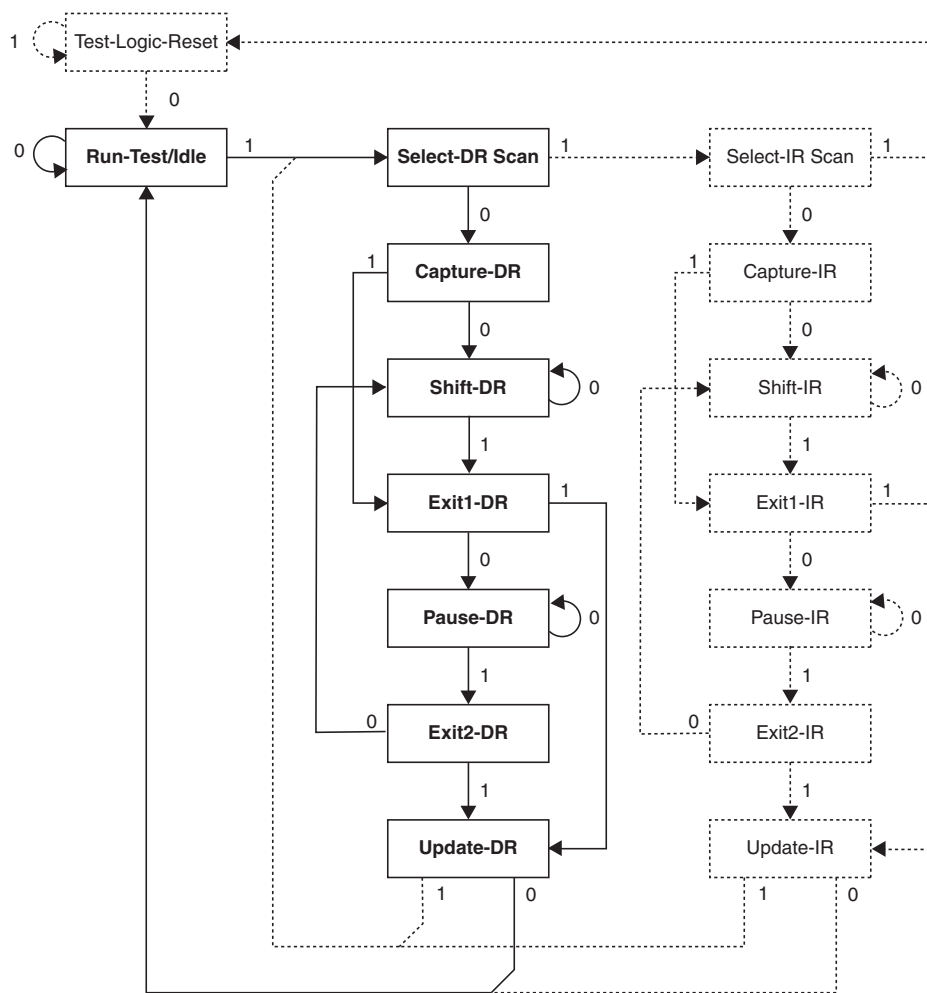 1
Test-Logic-Reset
0
0
Run-Test/Idle
1
Select-DR Scan
1
Select-IR Scan
1
0
0
1
Capture-DR
1
Capture-IR
0
0
Shift-DR
0
Shift-IR
0
1
1
Exit1-DR
1
Exit1-IR
1
0
0
Pause-DR
0
Pause-IR
0
1
1
0
Exit2-DR
0
Exit2-IR
1
1
Update-DR
Update-IR
1
0
1
0